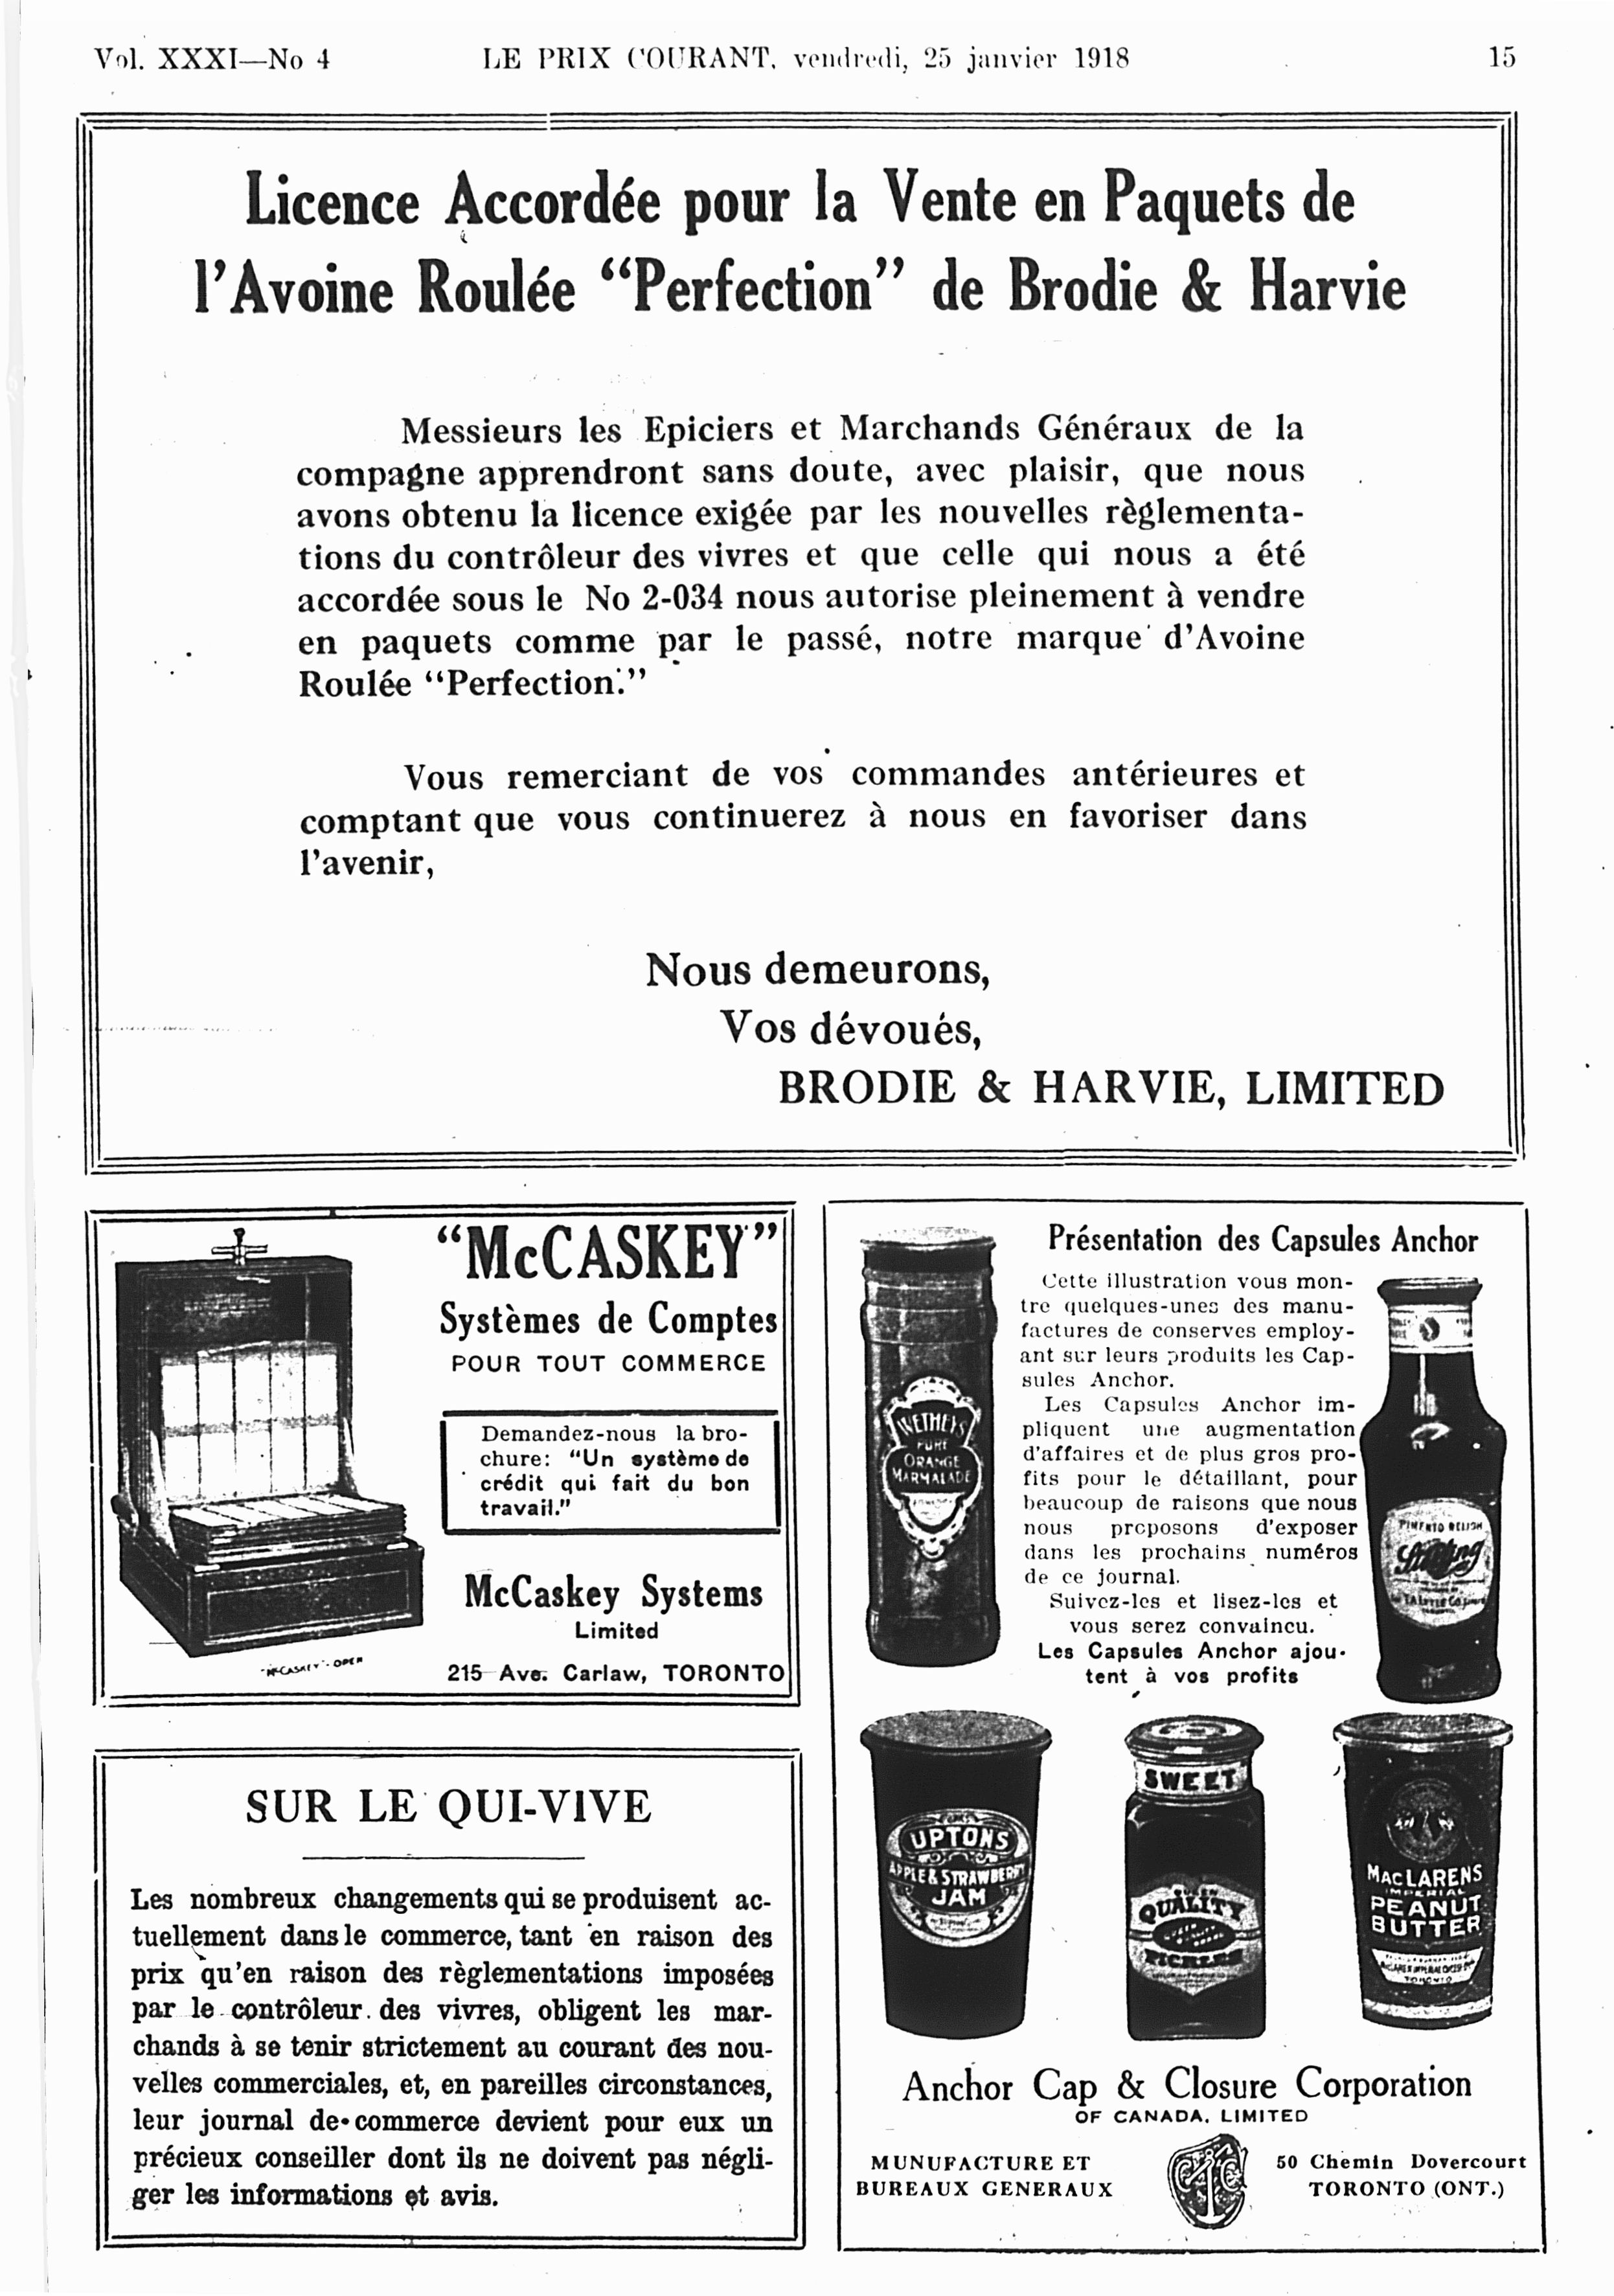 Vol. XXXI—No 4 LE PRIX COURANT, vendredi, 25 janvier 1918 15
Licence Accordée pour la Vente en Paquets de
l'Avoine Roulée "Perfection" de Brodie & Harvie
Messieurs les Epiciers et Marchands Généraux de la
compagne apprendront sans doute, avec plaisir, que nous
avons obtenu la licence exigée par les nouvelles règlementa-
tions du contrôleur des vivres et que celle qui nous a été
accordée sous le No 2-034 nous autorise pleinement à vendre
en paquets comme par le passé, notre marque d'Avoine
Roulée "Perfection."
Vous remerciant de vos commandes antérieures et
comptant que vous continuerez à nous en favoriser dans
l'avenir,
Nous demeurons,
Vos dévoués,
BRODIE & HARVIE, LIMITED
"McCASKEY"
Systèmes de Comptes
POUR TOUT COMMERCE
Demandez-nous la bro-
chure: "Un système de
crédit qui fait du bon
travail."
McCaskey Systems
Limited
215 Ave. Carlaw, TORONTO
"McCASKEY"-OPEN
SUR LE QUI-VIVE
Les nombreux changements qui se produisent ac-
tuellement dans le commerce, tant en raison des
prix qu'en raison des règlementations imposées
par le contrôleur des vivres, obligent les mar-
chands à se tenir strictement au courant des nou-
velles commerciales, et, en pareilles circonstances,
leur journal de commerce devient pour eux un
précieux conseiller dont ils ne doivent pas négli-
ger les informations et avis.
Présentation des Capsules Anchor
Cette illustration vous mon-
tre quelques-unes des manu-
factures de conserves employ-
ant sur leurs produits les Cap-
sules Anchor.
Les Capsules Anchor im-
pliquent une augmentation
d'affaires et de plus gros pro-
fits pour le détaillant, pour
beaucoup de raisons que nous
nous proposons d'exposer
dans les prochains numéros
de ce journal.
Suivez-les et lisez-les et
vous serez convaincu.
Les Capsules Anchor ajou-
tent à vos profits
WETHEYS
PURE
ORANGE
MARMALADE
PIMENTO RELISH
Sterling
UPTONS
APPLE & STRAWBERRY
JAM
SWEET
QUALITY
PICKLES
MACLARENS
IMPERIAL
PEANUT
BUTTER
TORONTO
Anchor Cap & Closure Corporation
OF CANADA, LIMITED
MUNUFACTURE ET
BUREAUX GENERAUX
50 Chemin Dovercourt
TORONTO (ONT.)